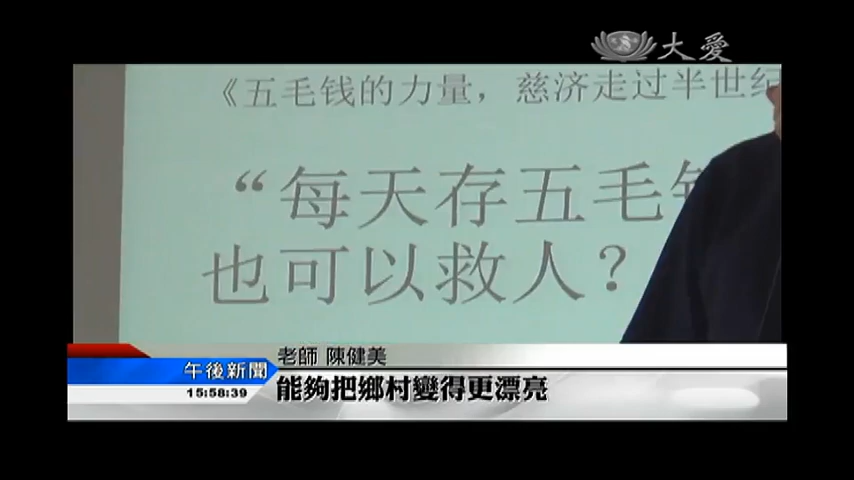 大愛
《五毛钱的力量，慈济走过半世纪
“每天存五毛钱
也可以救人？
老師 陳健美
午後新聞
能夠把鄉村變得更漂亮
15:58:39